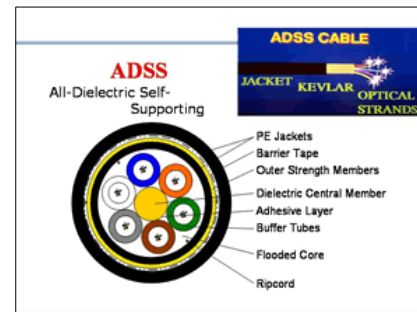 ADSS
All-Dielectric Self-
Supporting
ADSS CABLE
JACKET
KEVLAR
OPTICAL
STRANDS
PE Jackets
Barrier Tape
Outer Strength Members
Dielectric Central Member
Adhesive Layer
Buffer Tubes
Flooded Core
Ripcord